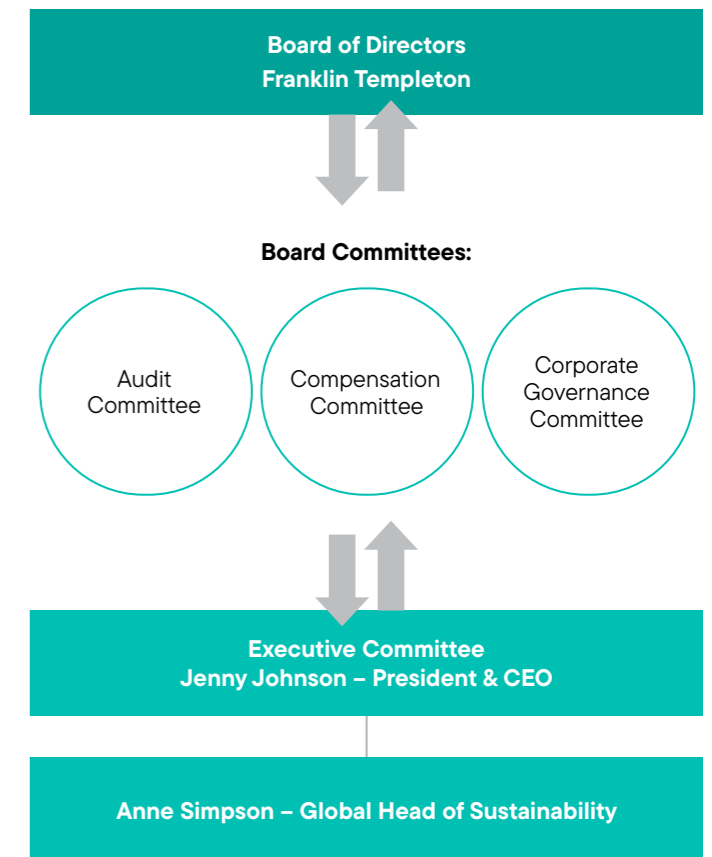 Board of Directors
Franklin Templeton
Board Committees:
Audit
Committee
Compensation
Committee
Corporate
Governance
Committee
Executive Committee
Jenny Johnson – President & CEO
Anne Simpson – Global Head of Sustainability